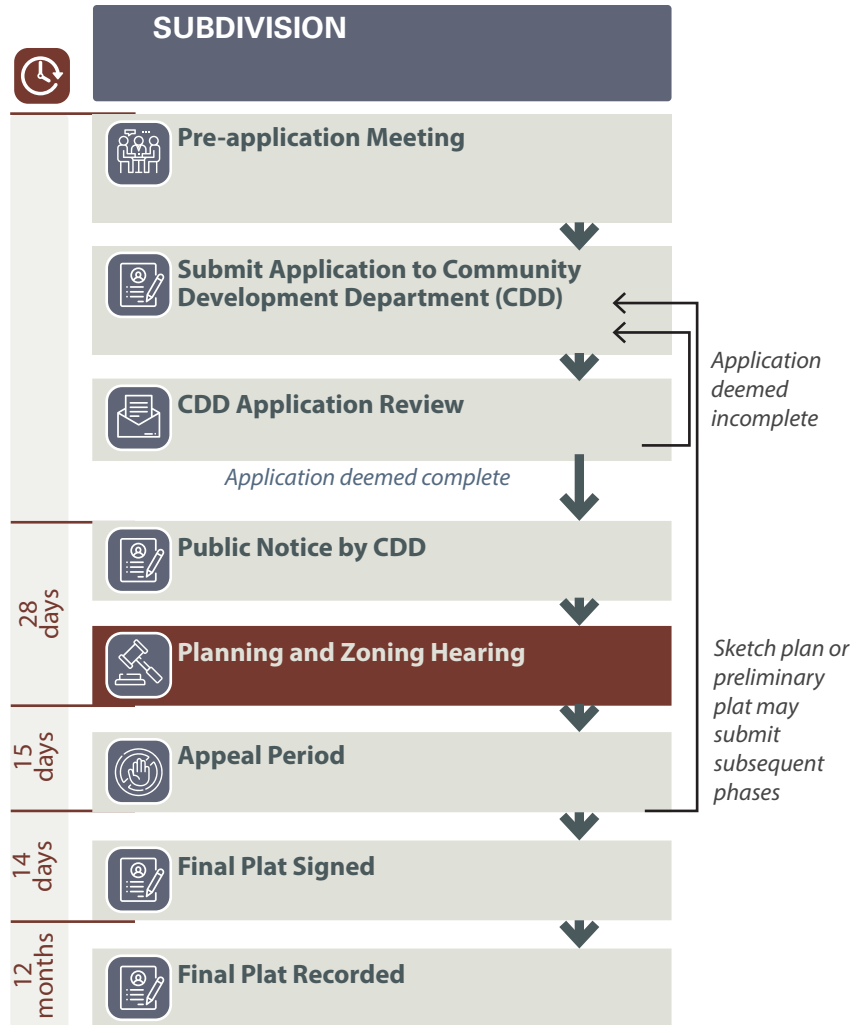 SUBDIVISION
Pre-application Meeting
Submit Application to Community
Development Department (CDD)
Application
deemed
incomplete
CDD Application Review
Application deemed complete
28
days
Public Notice by CDD
Planning and Zoning Hearing
Sketch plan or
preliminary
plat may
submit
subsequent
phases
15
days
Appeal Period
14
days
Final Plat Signed
12
months
Final Plat Recorded